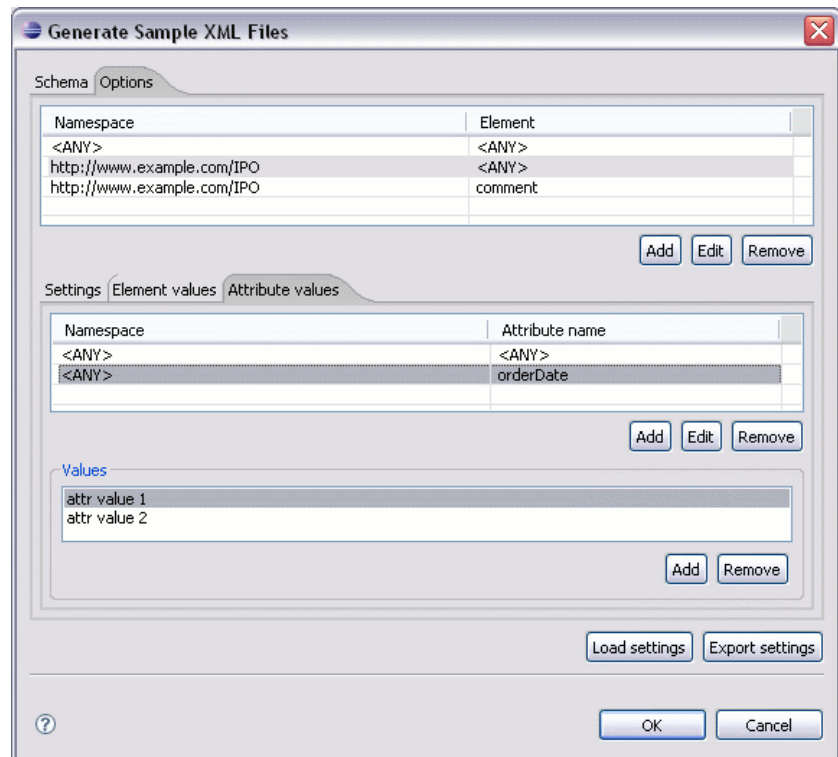 Generate Sample XML Files
Schema Options
Namespace Element
<ANY> <ANY>
http://www.example.com/IPO <ANY>
http://www.example.com/IPO comment
Add Edit Remove
Settings Element values Attribute values
Namespace Attribute name
<ANY> <ANY>
<ANY> orderDate
Add Edit Remove
Values
attr value 1
attr value 2
Add Remove
Load settings Export settings
? OK Cancel